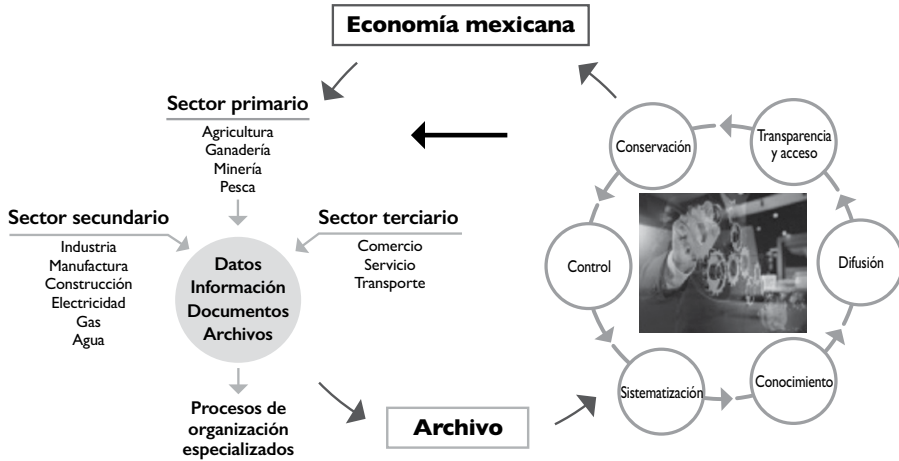 Economía mexicana
Sector primario
Agricultura
Ganadería
Minería
Pesca
Sector secundario
Industria
Manufactura
Construcción
Electricidad
Gas
Agua
Sector terciario
Comercio
Servicio
Transporte
Datos
Información
Documentos
Archivos
Procesos de
organización
especializados
Archivo
Conservación
Transparencia
y acceso
Control
Difusión
Sistematización
Conocimiento